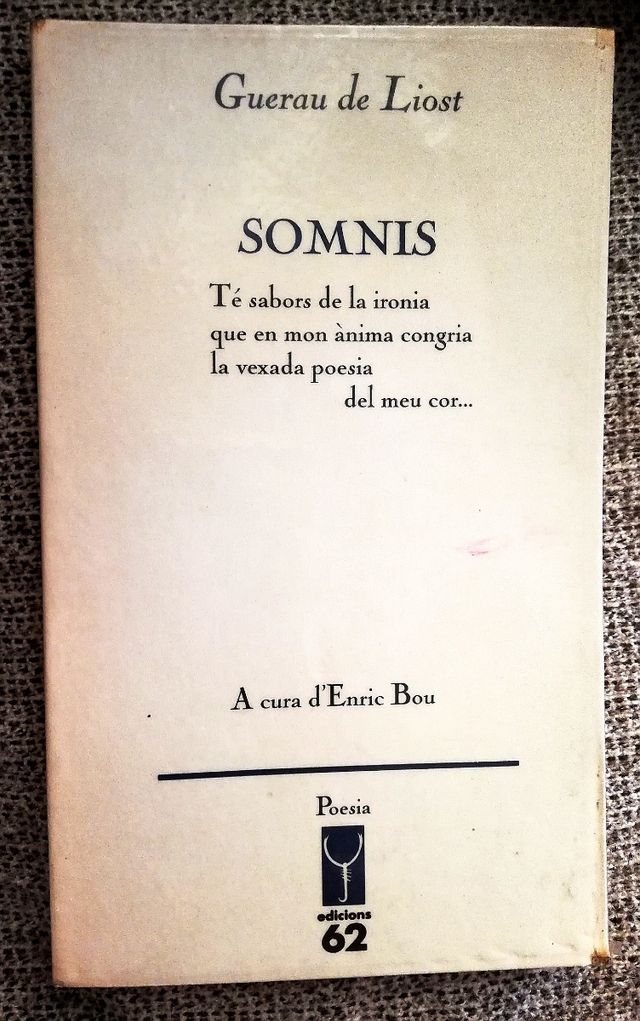 Guerau de Liost
SOMNIS
Té sabors de la ironia
que en mon ànima congria
la vexada poesia
del meu cor...
A cura d'Enric Bou
Poesia
edicions
62